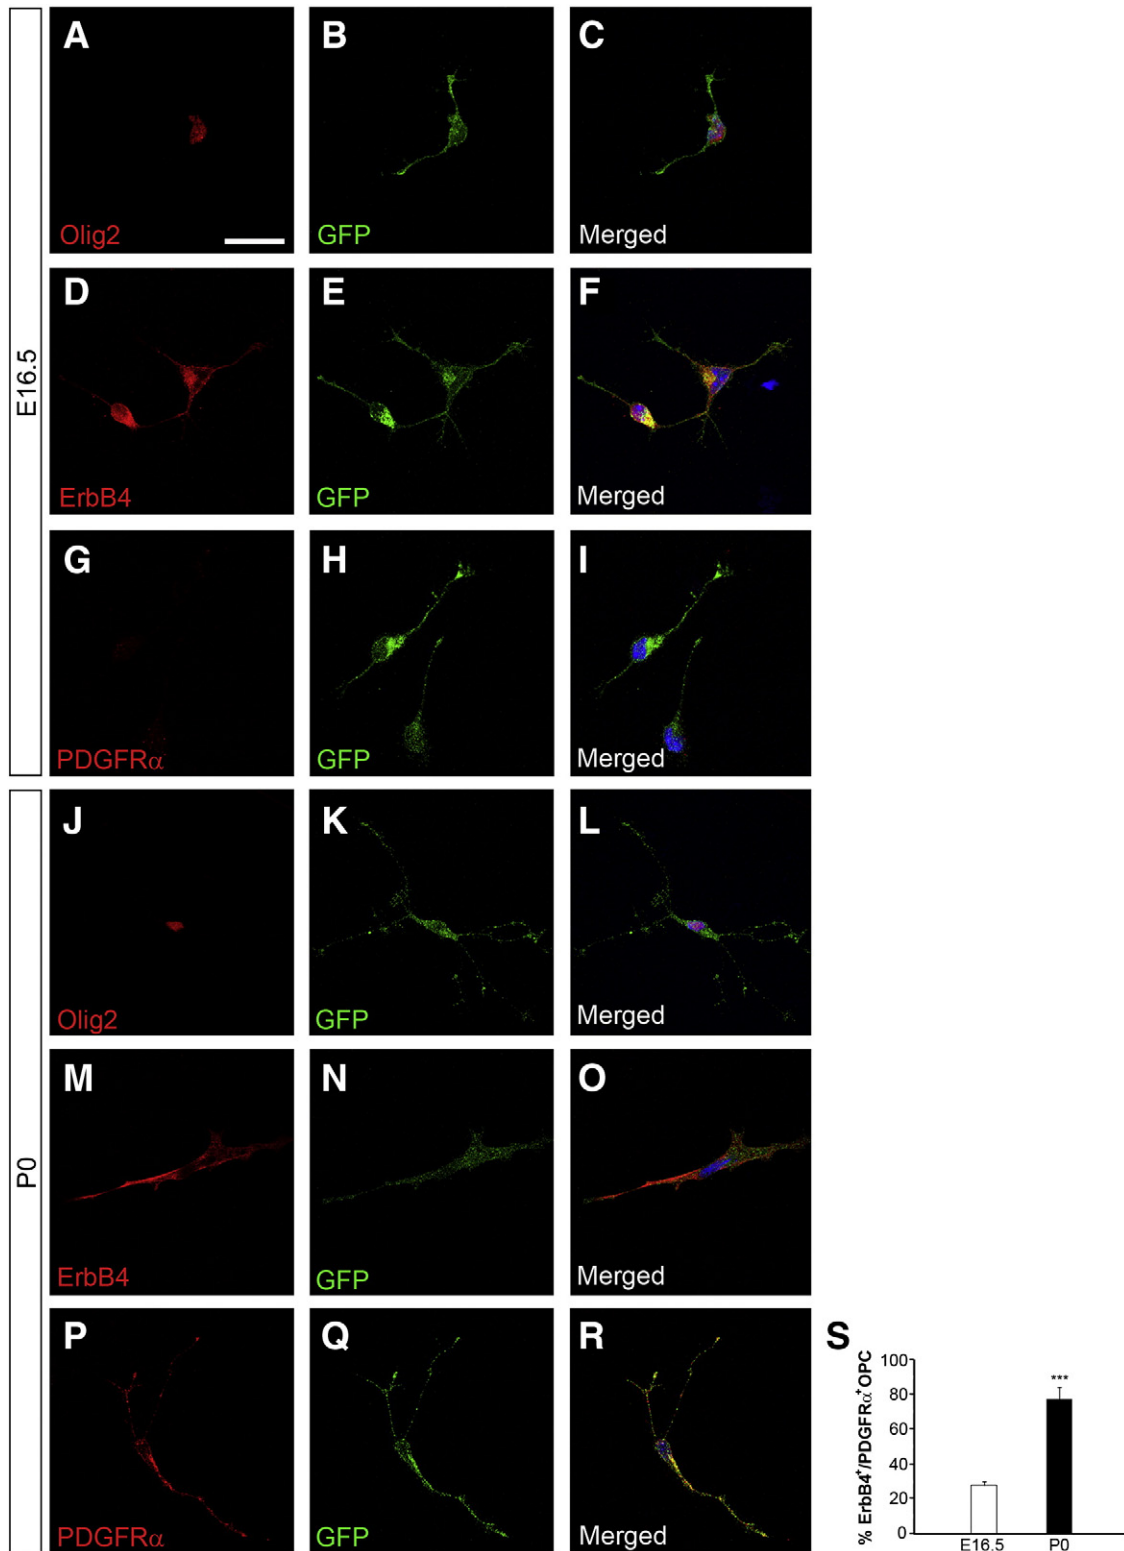 A B C
Olig2 GFP Merged
D E F
E16.5
ErbB4 GFP Merged
G H I
PDGFRα GFP Merged
J K L
Olig2 GFP Merged
M N O
P0
ErbB4 GFP Merged
P Q R S
% ErbB4⁺/PDGFRα⁺OPC
100
***
80
60
40
20
0
E16.5 P0
PDGFRα GFP Merged